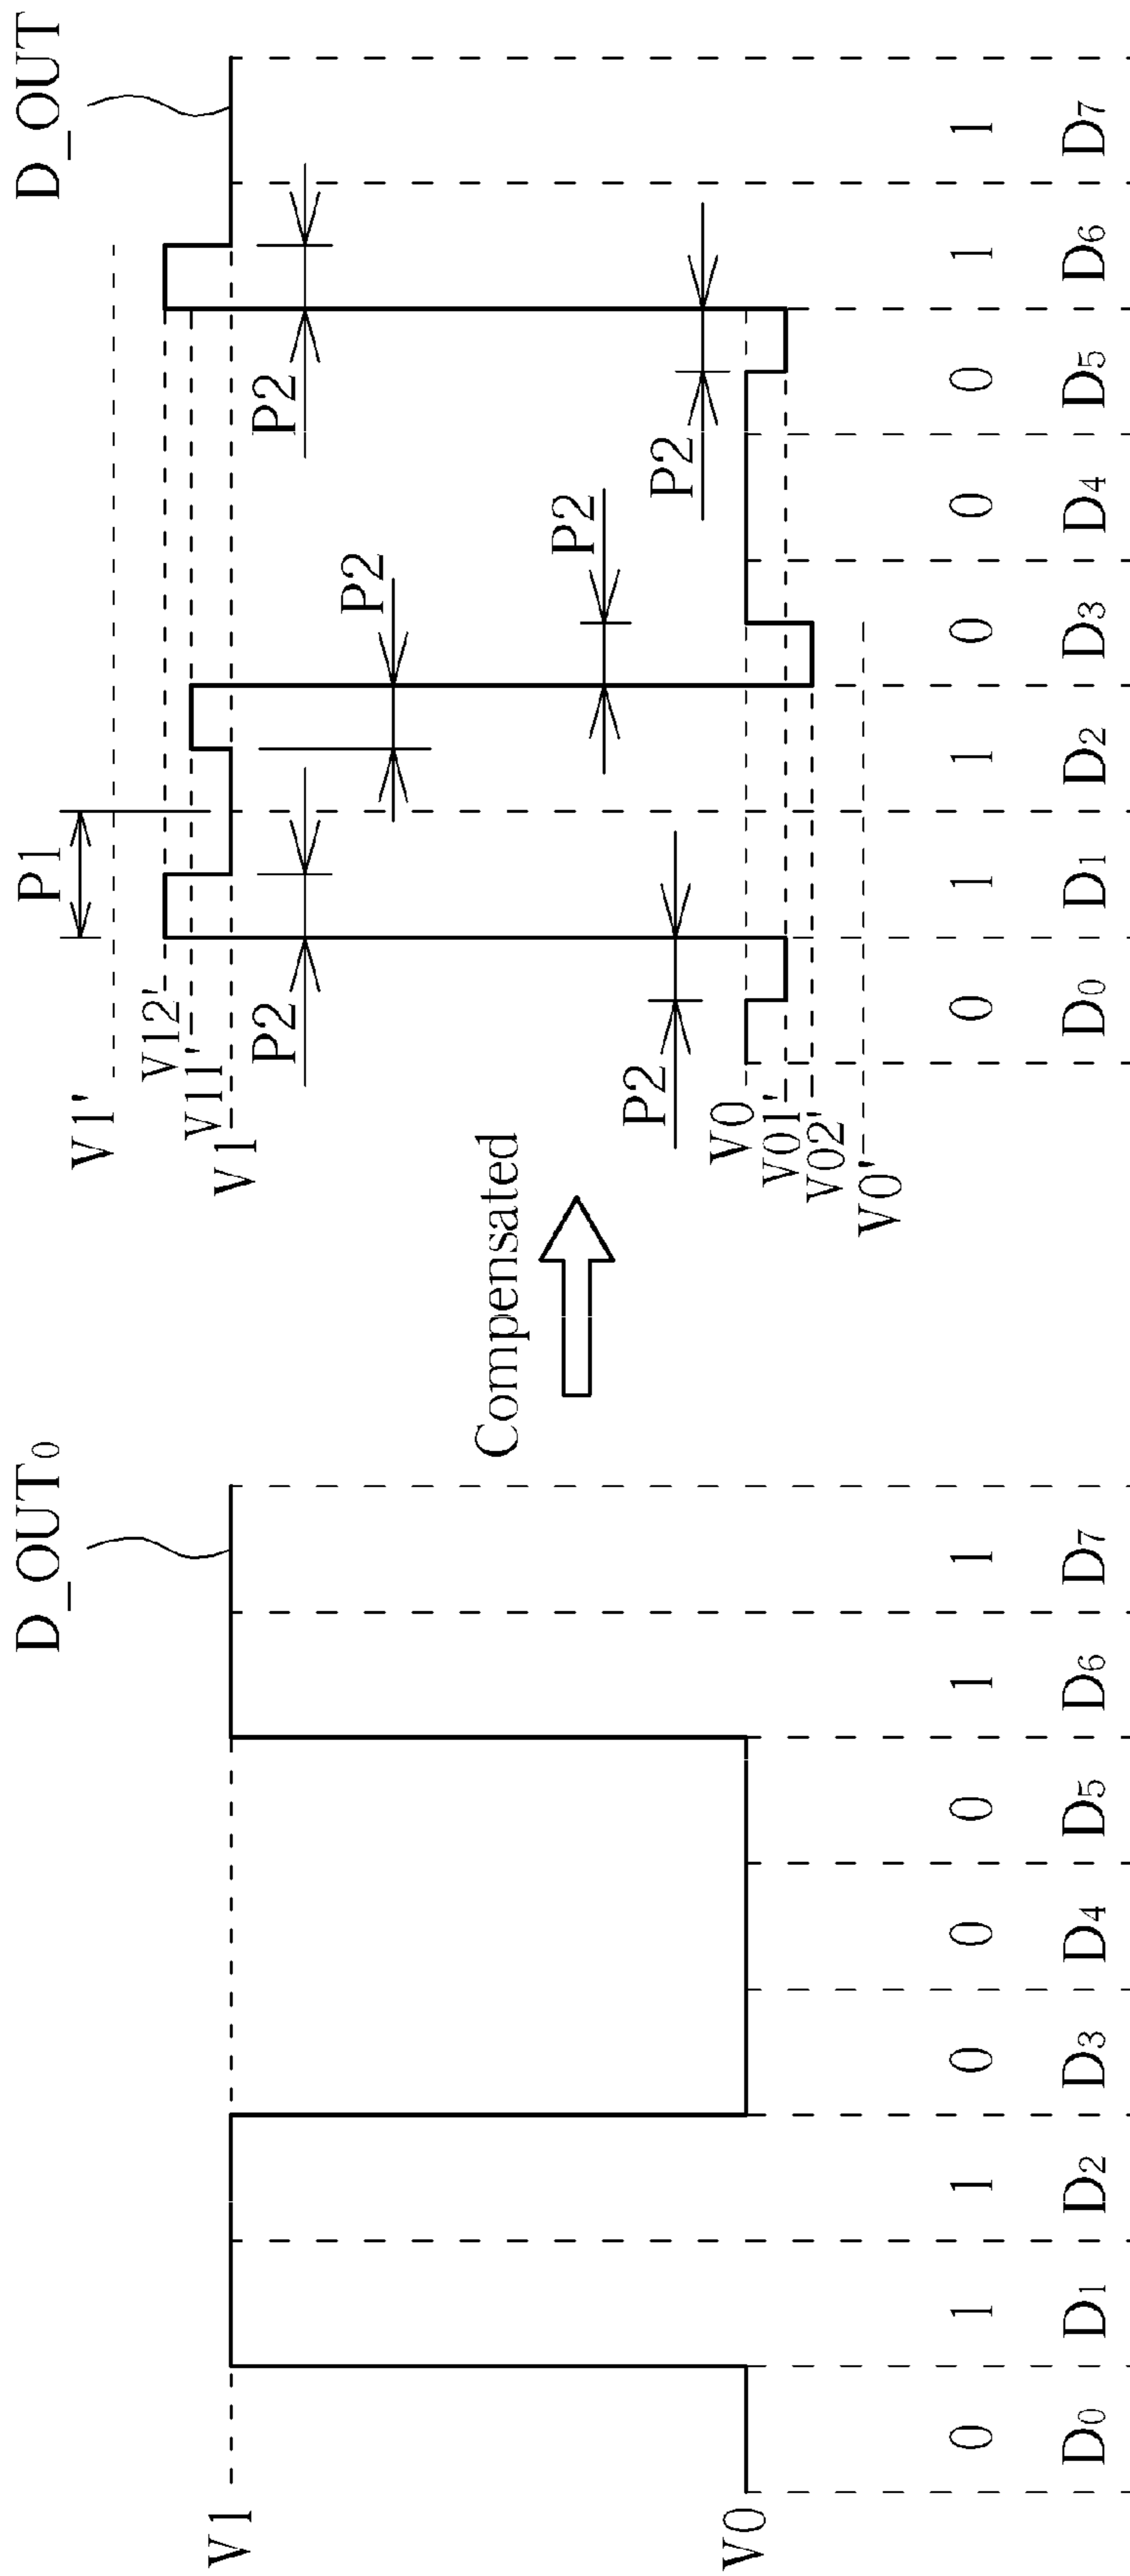 D_OUT0
V1
V0
0 1 1 0 0 0 1 1
D0 D1 D2 D3 D4 D5 D6 D7
Compensated
D_OUT
P1
V1'
V12'
V11'
V1
P2
P2
P2
P2
P2
P2
V0
V01'
V02'
V0'
0 1 1 0 0 0 1 1
D0 D1 D2 D3 D4 D5 D6 D7